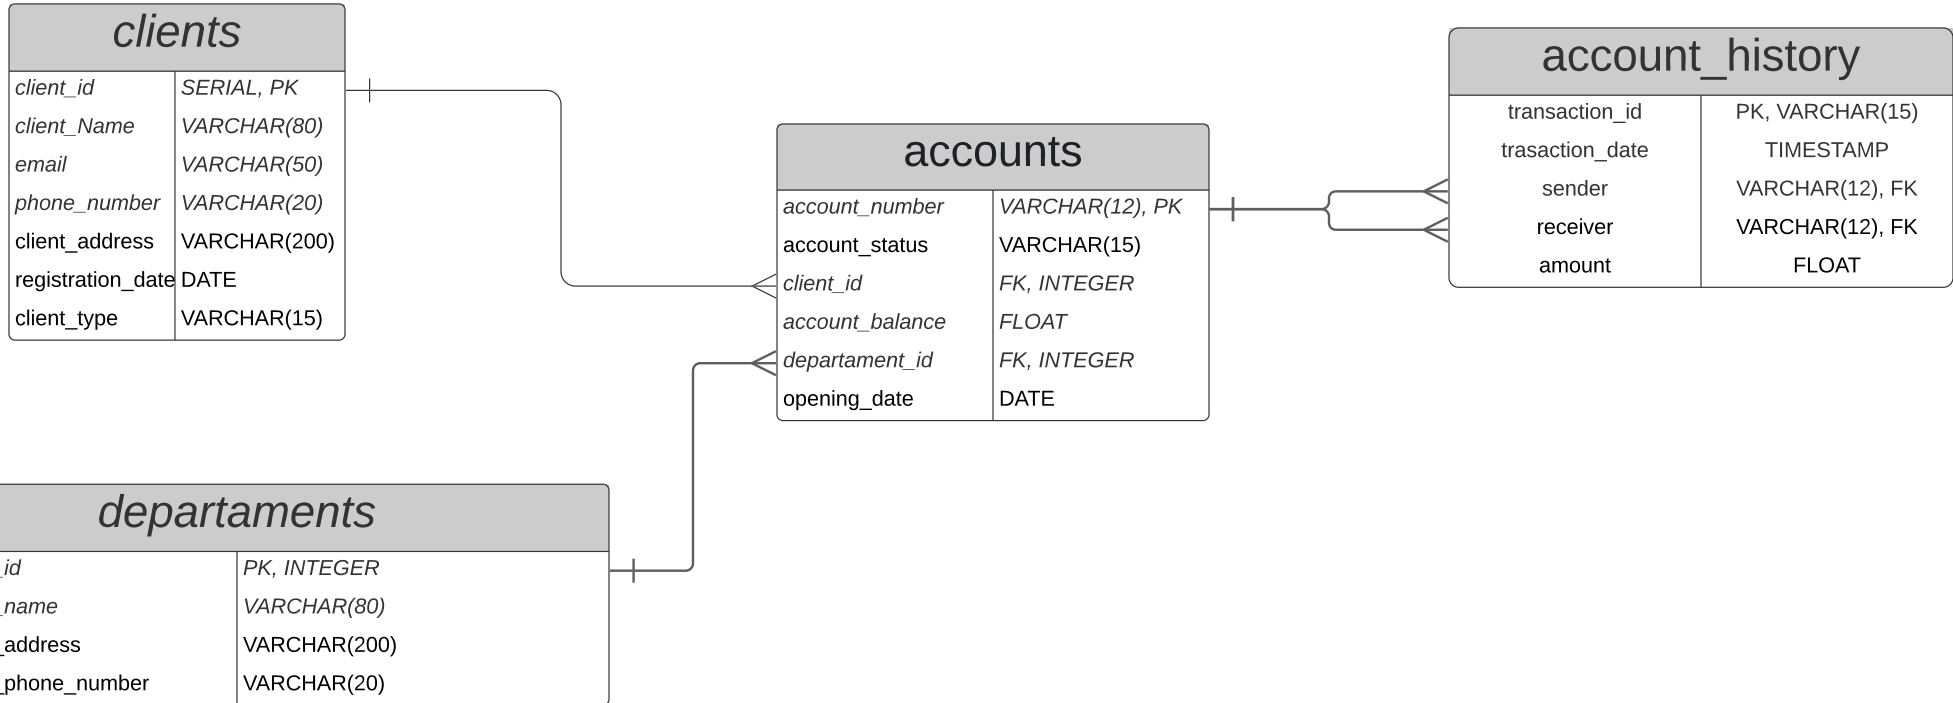 clients
client_id SERIAL, PK
client_Name VARCHAR(80)
email VARCHAR(50)
phone_number VARCHAR(20)
client_address VARCHAR(200)
registration_date DATE
client_type VARCHAR(15)
accounts
account_number VARCHAR(12), PK
account_status VARCHAR(15)
client_id FK, INTEGER
account_balance FLOAT
departament_id FK, INTEGER
opening_date DATE
account_history
transaction_id PK, VARCHAR(15)
trasaction_date TIMESTAMP
sender VARCHAR(12), FK
receiver VARCHAR(12), FK
amount FLOAT
departaments
_id PK, INTEGER
_name VARCHAR(80)
_address VARCHAR(200)
_phone_number VARCHAR(20)